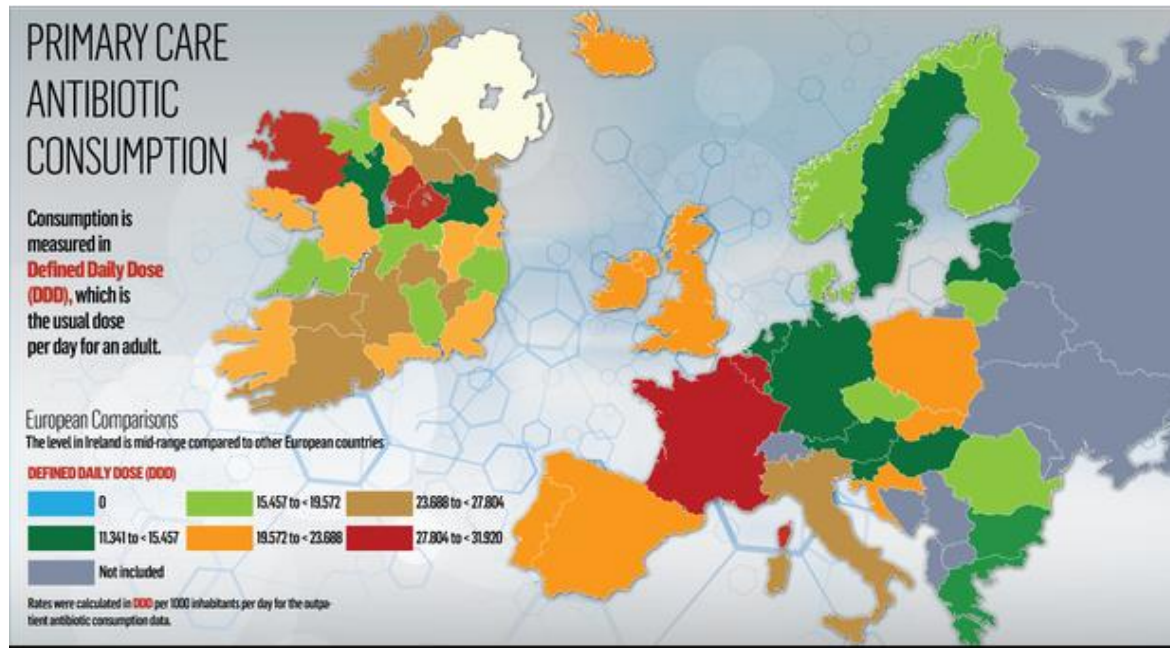 PRIMARY CARE
ANTIBIOTIC
CONSUMPTION
Consumption is
measured in
Defined Daily Dose
(DDD), which is
the usual dose
per day for an adult.
European Comparisons
The level in Ireland is mid-range compared to other European countries
DEFINED DAILY DOSE (DDD)
0
15.457 to < 19.572
23.688 to < 27.804
11.341 to < 15.457
19.572 to < 23.688
27.804 to < 31.920
Not included
Rates were calculated in DDD per 1000 inhabitants per day for the outpa-
tient antibiotic consumption data.